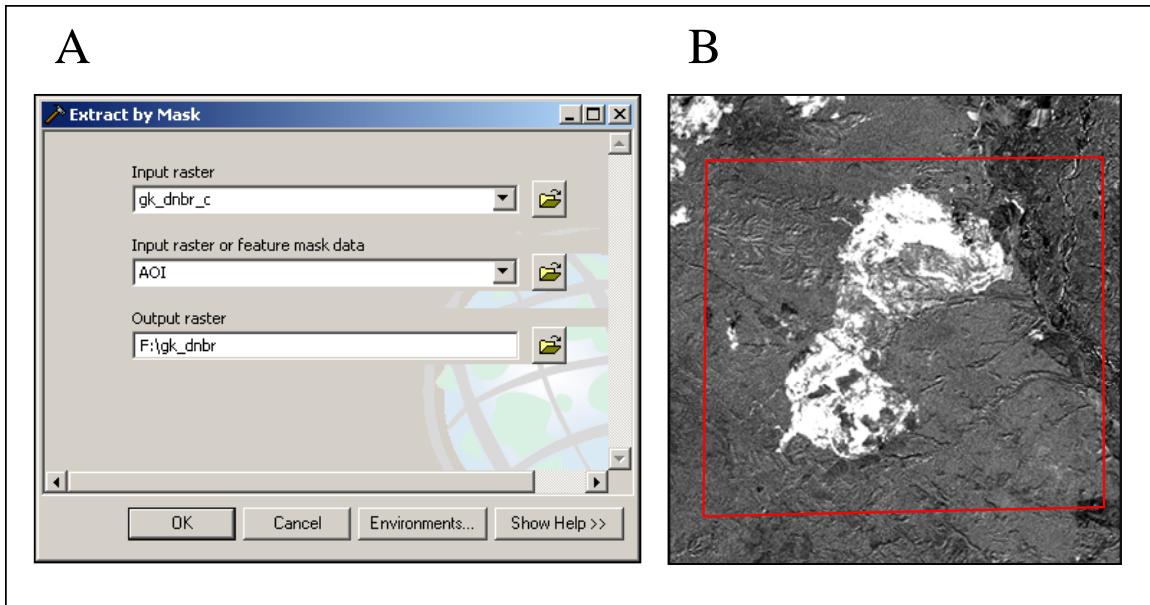 A
B
Extract by Mask
Input raster
gk_dnbr_c
Input raster or feature mask data
AOI
Output raster
F:\gk_dnbr
OK
Cancel
Environments...
Show Help >>